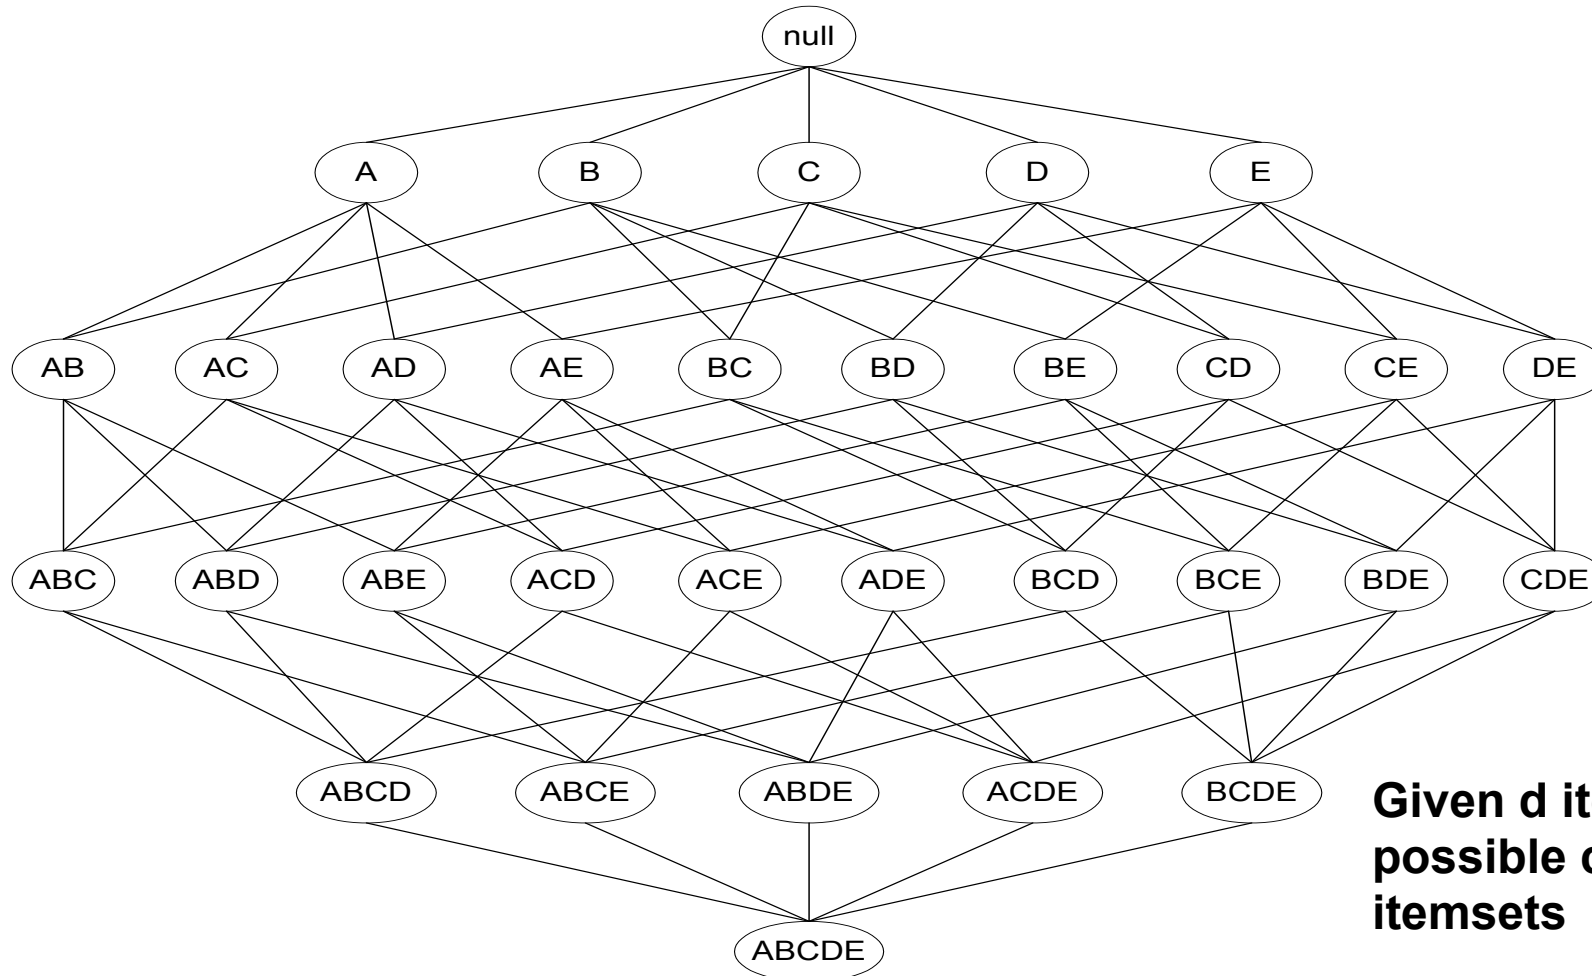 null
A B C D E
AB AC AD AE BC BD BE CD CE DE
ABC ABD ABE ACD ACE ADE BCD BCE BDE CDE
ABCD ABCE ABDE ACDE BCDE
ABCDE
Given d
possible
itemsets